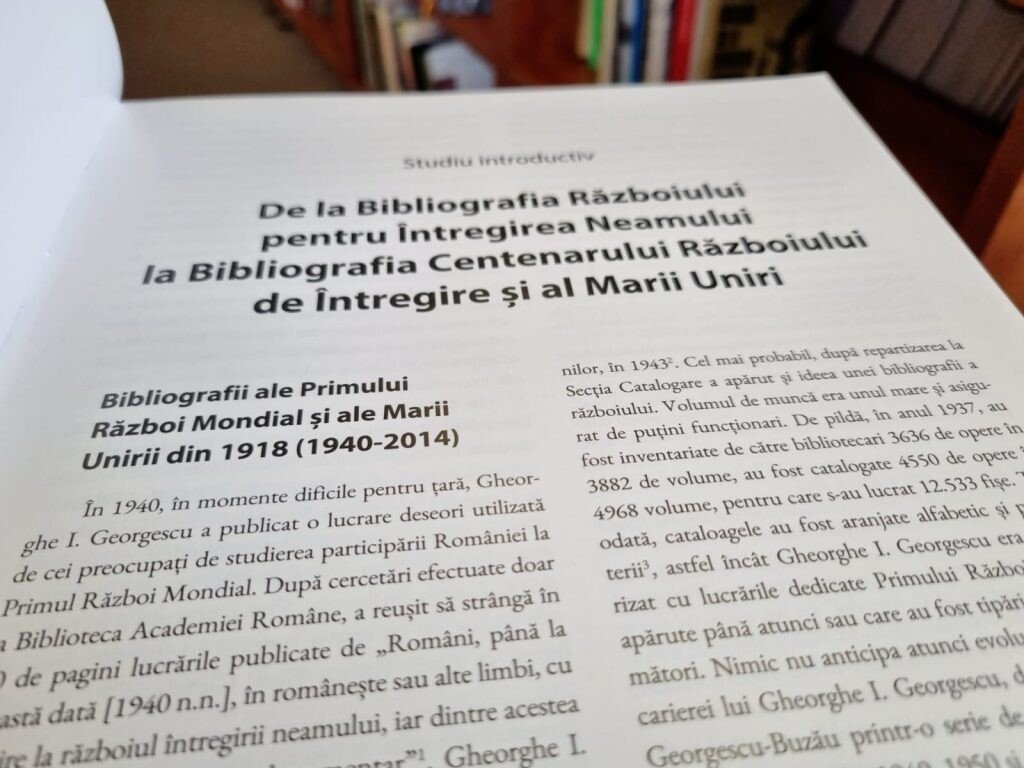 Studiu introductiv
De la Bibliografia Războiului
pentru Întregirea Neamului
la Bibliografia Centenarului Războiului
de Întregire și al Marii Uniri
Bibliografii ale Primului
Război Mondial și ale Marii
Unirii din 1918 (1940-2014)
În 1940, în momente dificile pentru țară, Gheor-
ghe I. Georgescu a publicat o lucrare deseori utilizată
de cei preocupați de studierea participării României la
Primul Război Mondial. După cercetări efectuate doar
Biblioteca Academiei Române, a reușit să strângă în
de pagini lucrările publicate de „Români, până la
dată [1940 n.n.], în românește sau alte limbi, cu
la războiul întregirii neamului, iar dintre acestea
”¹ Gheorghe I.
nilor, în 1943². Cel mai probabil, după repartizarea la
Secția Catalogare a apărut și ideea unei bibliografii a
războiului. Volumul de muncă era unul mare și asigu-
rat de puțini funcționari. De pildă, în anul 1937, au
fost inventariate de către bibliotecari 3636 de opere în
3882 de volume, au fost catalogate 4550 de opere
4968 volume, pentru care s-au lucrat 12.533 fișe.
odată, cataloagele au fost aranjate alfabetic și
terii³, astfel încât Gheorghe I. Georgescu era
rizat cu lucrările dedicate Primului
apărute până atunci sau care au fost
mători. Nimic nu anticipa atunci
carierei lui Gheorghe I. Georgescu,
Georgescu-Buzău printr-o serie de
1950 și